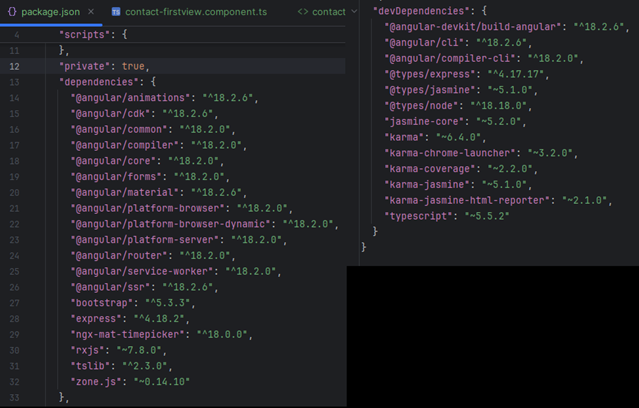 package.json ×
contact-firstview.component.ts
contact
4 "scripts": {
11 },
12 "private": true,
13 "dependencies": {
14 "@angular/animations": "^18.2.6",
15 "@angular/cdk": "^18.2.6",
16 "@angular/common": "^18.2.0",
17 "@angular/compiler": "^18.2.0",
18 "@angular/core": "^18.2.0",
19 "@angular/forms": "^18.2.0",
20 "@angular/material": "^18.2.6",
21 "@angular/platform-browser": "^18.2.0",
22 "@angular/platform-browser-dynamic": "^18.2.0",
23 "@angular/platform-server": "^18.2.0",
24 "@angular/router": "^18.2.0",
25 "@angular/service-worker": "^18.2.0",
26 "@angular/ssr": "^18.2.6",
27 "bootstrap": "^5.3.3",
28 "express": "^4.18.2",
29 "ngx-mat-timepicker": "^18.0.0",
30 "rxjs": "~7.8.0",
31 "tslib": "^2.3.0",
32 "zone.js": "~0.14.10"
33 },
"devDependencies": {
"@angular-devkit/build-angular": "^18.2.6",
"@angular/cli": "^18.2.6",
"@angular/compiler-cli": "^18.2.0",
"@types/express": "^4.17.17",
"@types/jasmine": "~5.1.0",
"@types/node": "^18.18.0",
"jasmine-core": "~5.2.0",
"karma": "~6.4.0",
"karma-chrome-launcher": "~3.2.0",
"karma-coverage": "~2.2.0",
"karma-jasmine": "~5.1.0",
"karma-jasmine-html-reporter": "~2.1.0",
"typescript": "~5.5.2"
}
}